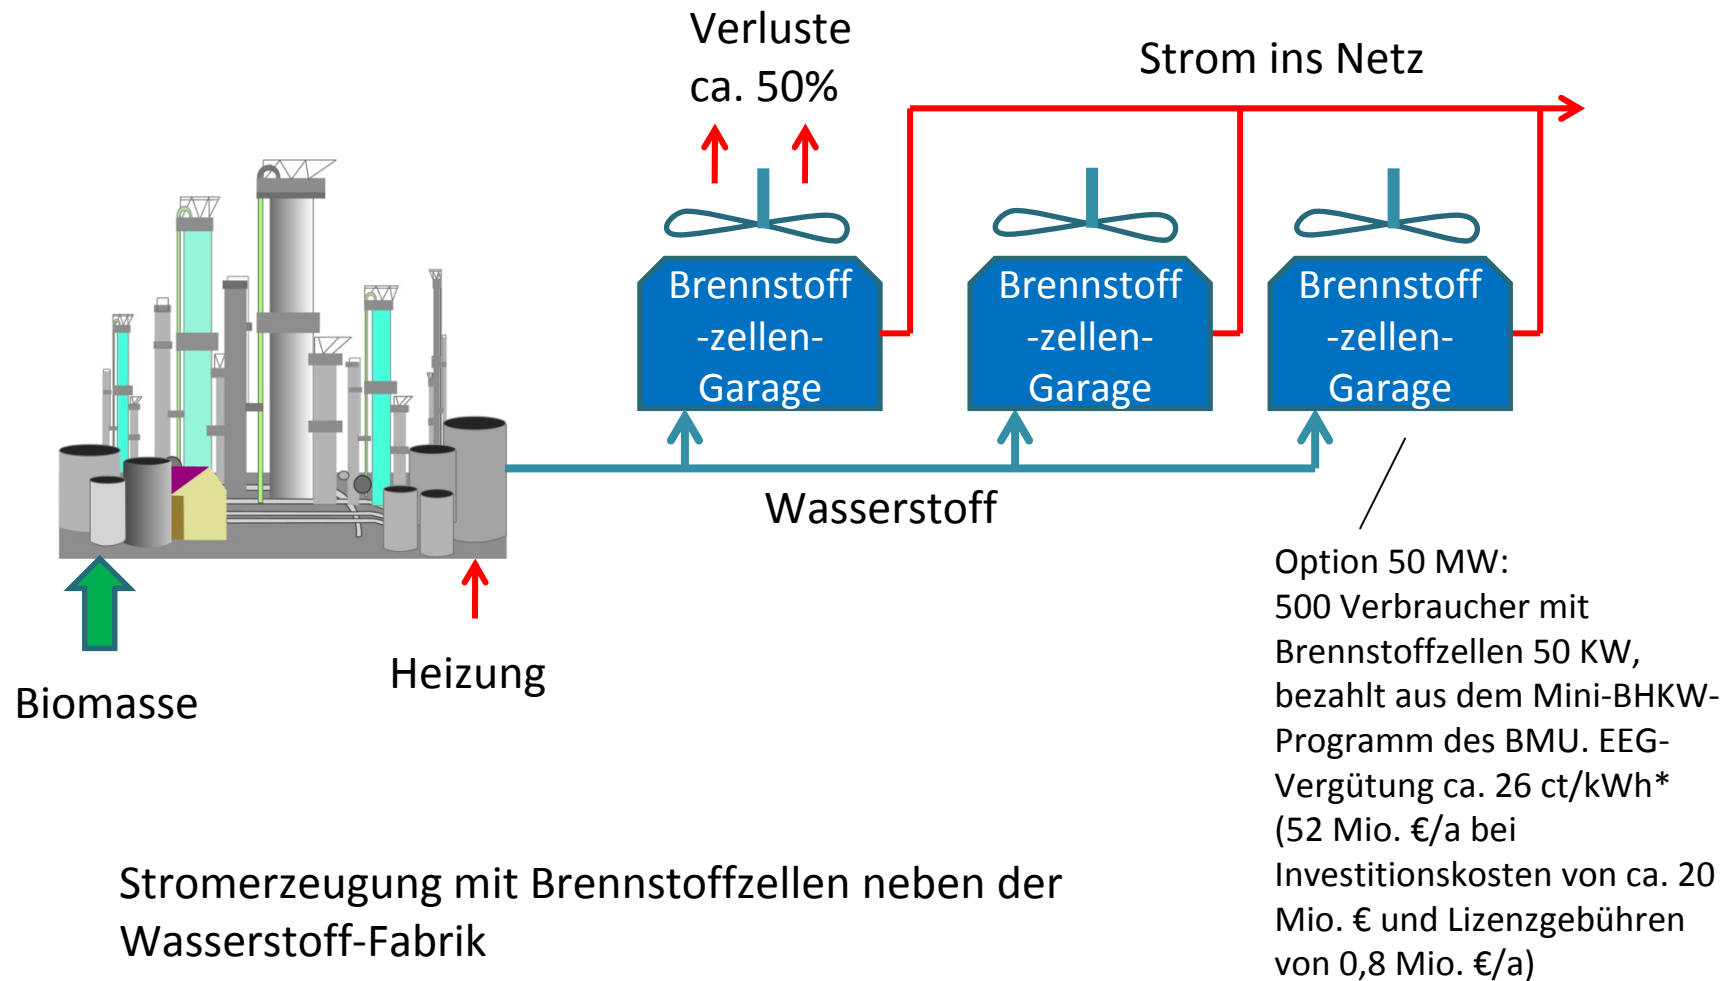 Verluste
ca. 50%
Strom ins Netz
Brennstoff
-zellen-
Garage
Brennstoff
-zellen-
Garage
Brennstoff
-zellen-
Garage
Wasserstoff
Heizung
Biomasse
Option 50 MW:
500 Verbraucher mit
Brennstoffzellen 50 KW,
bezahlt aus dem Mini-BHKW-
Programm des BMU. EEG-
Vergütung ca. 26 ct/kWh*
(52 Mio. €/a bei
Investitionskosten von ca. 20
Mio. € und Lizenzgebühren
von 0,8 Mio. €/a)
Stromerzeugung mit Brennstoffzellen neben der
Wasserstoff-Fabrik